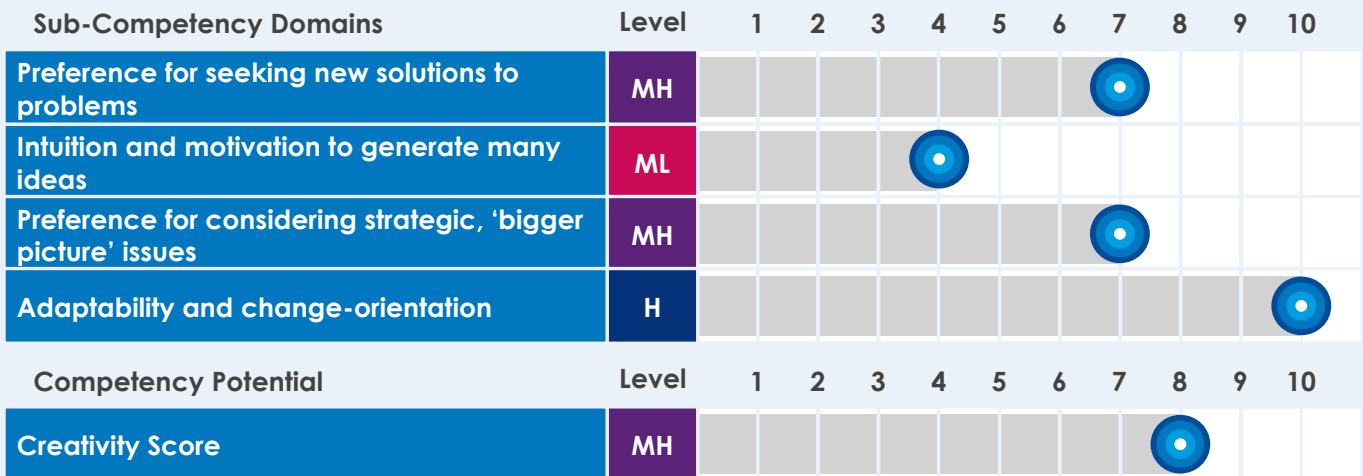 Sub-Competency Domains Level 1 2 3 4 5 6 7 8 9 10
Preference for seeking new solutions to
problems
MH
Intuition and motivation to generate many
ideas
ML
Preference for considering strategic, ‘bigger
picture’ issues
MH
Adaptability and change-orientation H
Competency Potential Level 1 2 3 4 5 6 7 8 9 10
Creativity Score MH